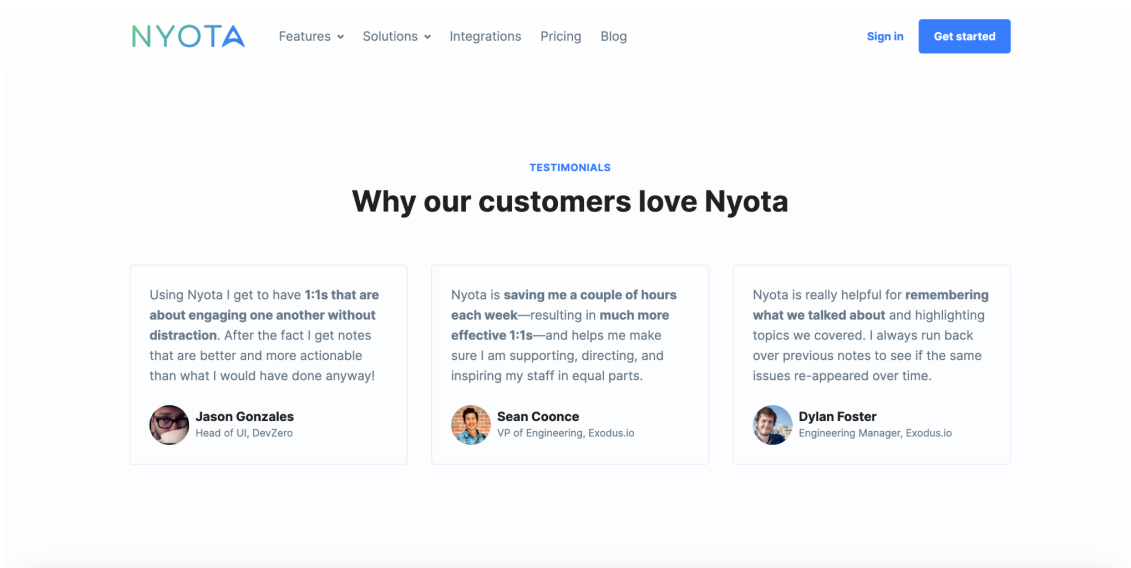 NYOTA Features Solutions Integrations Pricing Blog Sign in Get started
TESTIMONIALS
Why our customers love Nyota
Using Nyota I get to have 1:1s that are
about engaging one another without
distraction. After the fact I get notes
that are better and more actionable
than what I would have done anyway!
Jason Gonzales
Head of UI, DevZero
Nyota is saving me a couple of hours
each week—resulting in much more
effective 1:1s—and helps me make
sure I am supporting, directing, and
inspiring my staff in equal parts.
Sean Coonce
VP of Engineering, Exodus.io
Nyota is really helpful for remembering
what we talked about and highlighting
topics we covered. I always run back
over previous notes to see if the same
issues re-appeared over time.
Dylan Foster
Engineering Manager, Exodus.io